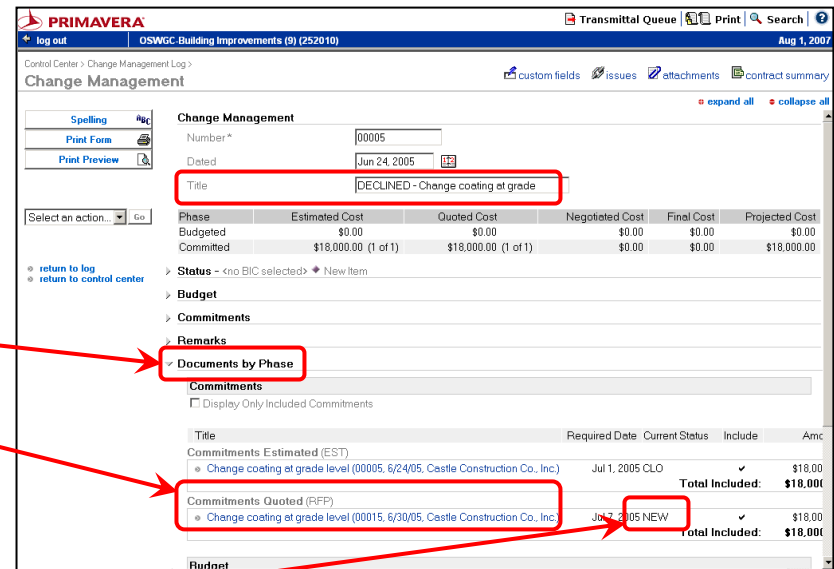 PRIMAVERA Transmittal Queue Print Search
log out OSWGC-Building Improvements (9) (252010) Aug 1, 2007
Control Center > Change Management Log >
Change Management custom fields issues attachments contract summary
expand all collapse all
Spelling Change Management
Print Form Number* 00005
Print Preview Dated Jun 24, 2005
Title DECLINED - Change coating at grade
Select an action... Go Phase Estimated Cost Quoted Cost Negotiated Cost Final Cost Projected Cost
Budgeted $0.00 $0.00 $0.00 $0.00 $0.00
Committed $18,000.00 (1 of 1) $18,000.00 (1 of 1) $0.00 $0.00 $18,000.00
return to log Status - <no BIC selected> New Item
return to control center
Budget
Commitments
Remarks
Documents by Phase
Commitments
Display Only Included Commitments
Title Required Date Current Status Include Amo
Commitments Estimated (EST)
Change coating at grade level (00005, 6/24/05, Castle Construction Co., Inc.) Jul 1, 2005 CLO $18,00
Total Included: $18,000
Commitments Quoted (RFP)
Change coating at grade level (00015, 6/30/05, Castle Construction Co., Inc.) Jul 7, 2005 NEW $18,00
Total Included: $18,000
Budget